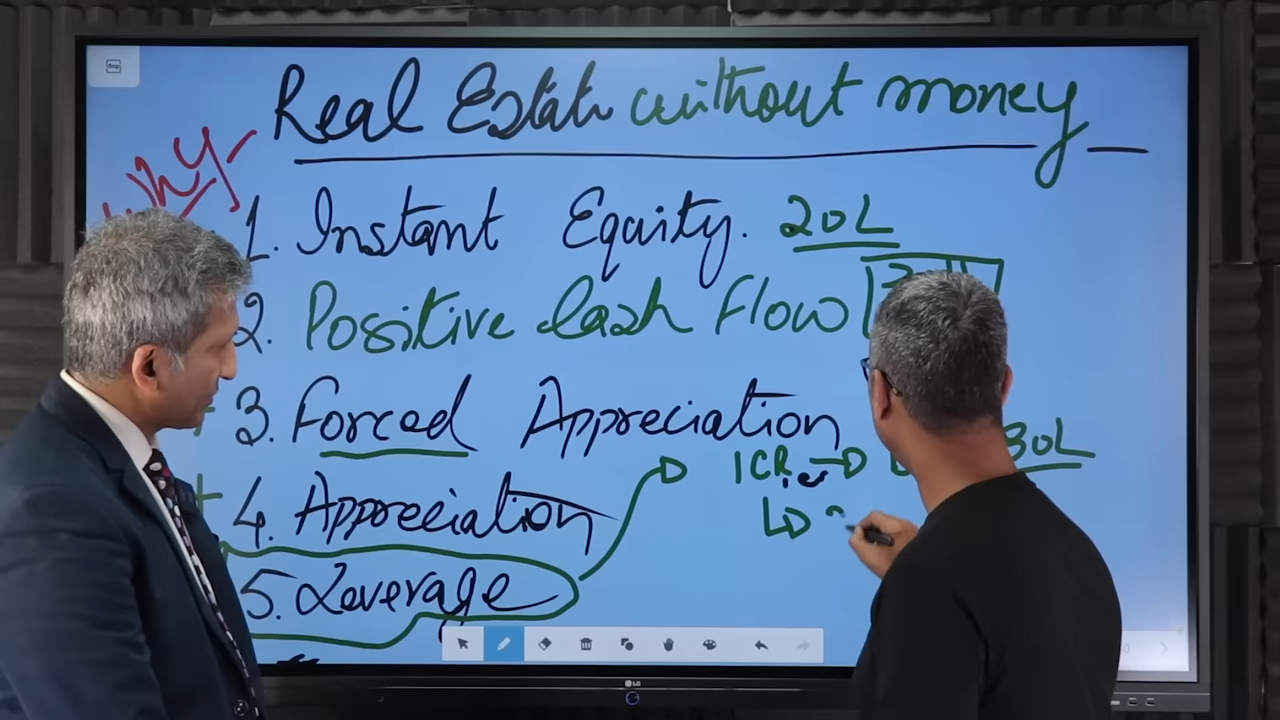 Real Estate without money
Why
1. Instant Equity. 20L
2. Positive Cash Flow
3. Forced Appreciation
1CR → 30L
4. Appreciation
5. Leverage
LG